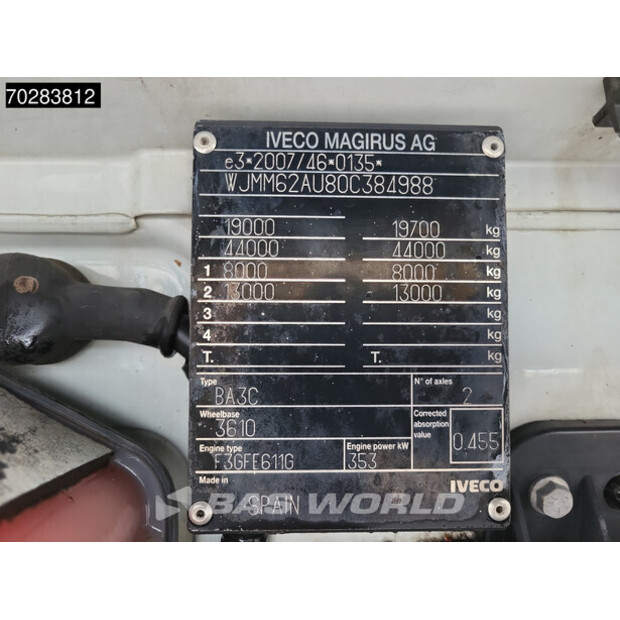 70283812
IVECO MAGIRUS AG
e3*2007/46*0135*
WJMM62AU80C384988
19000 19700 kg
44000 44000 kg
1 8000 8000 kg
2 13000 13000 kg
3 kg
4 kg
T. T. kg
Type BA3C N° of axles 2
Wheelbase 3610 Corrected absorption value 0.455
Engine type F3GFE611G Engine power kW 353
Made in SPAIN IVECO
BAS WORLD